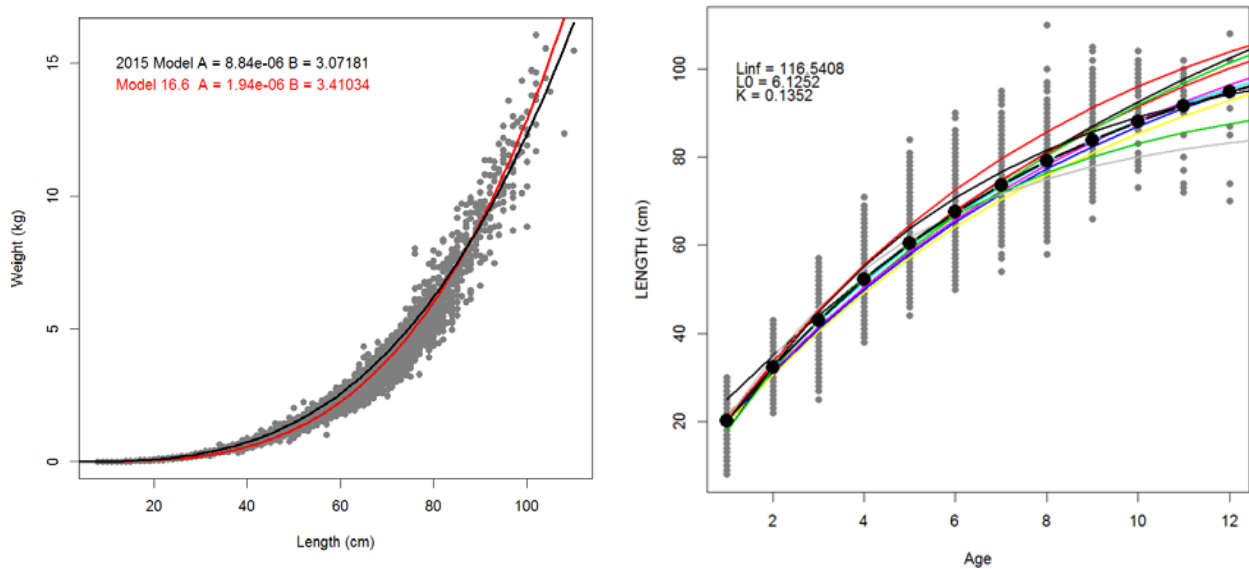 2015 Model A = 8.84e-06 B = 3.07181
Model 16.6 A = 1.94e-06 B = 3.41034
Weight (kg)
15
10
5
0
20 40 60 80 100
Length (cm)
Linf = 116.5408
L0 = 6.1252
K = 0.1352
LENGTH (cm)
100
80
60
40
20
2 4 6 8 10 12
Age